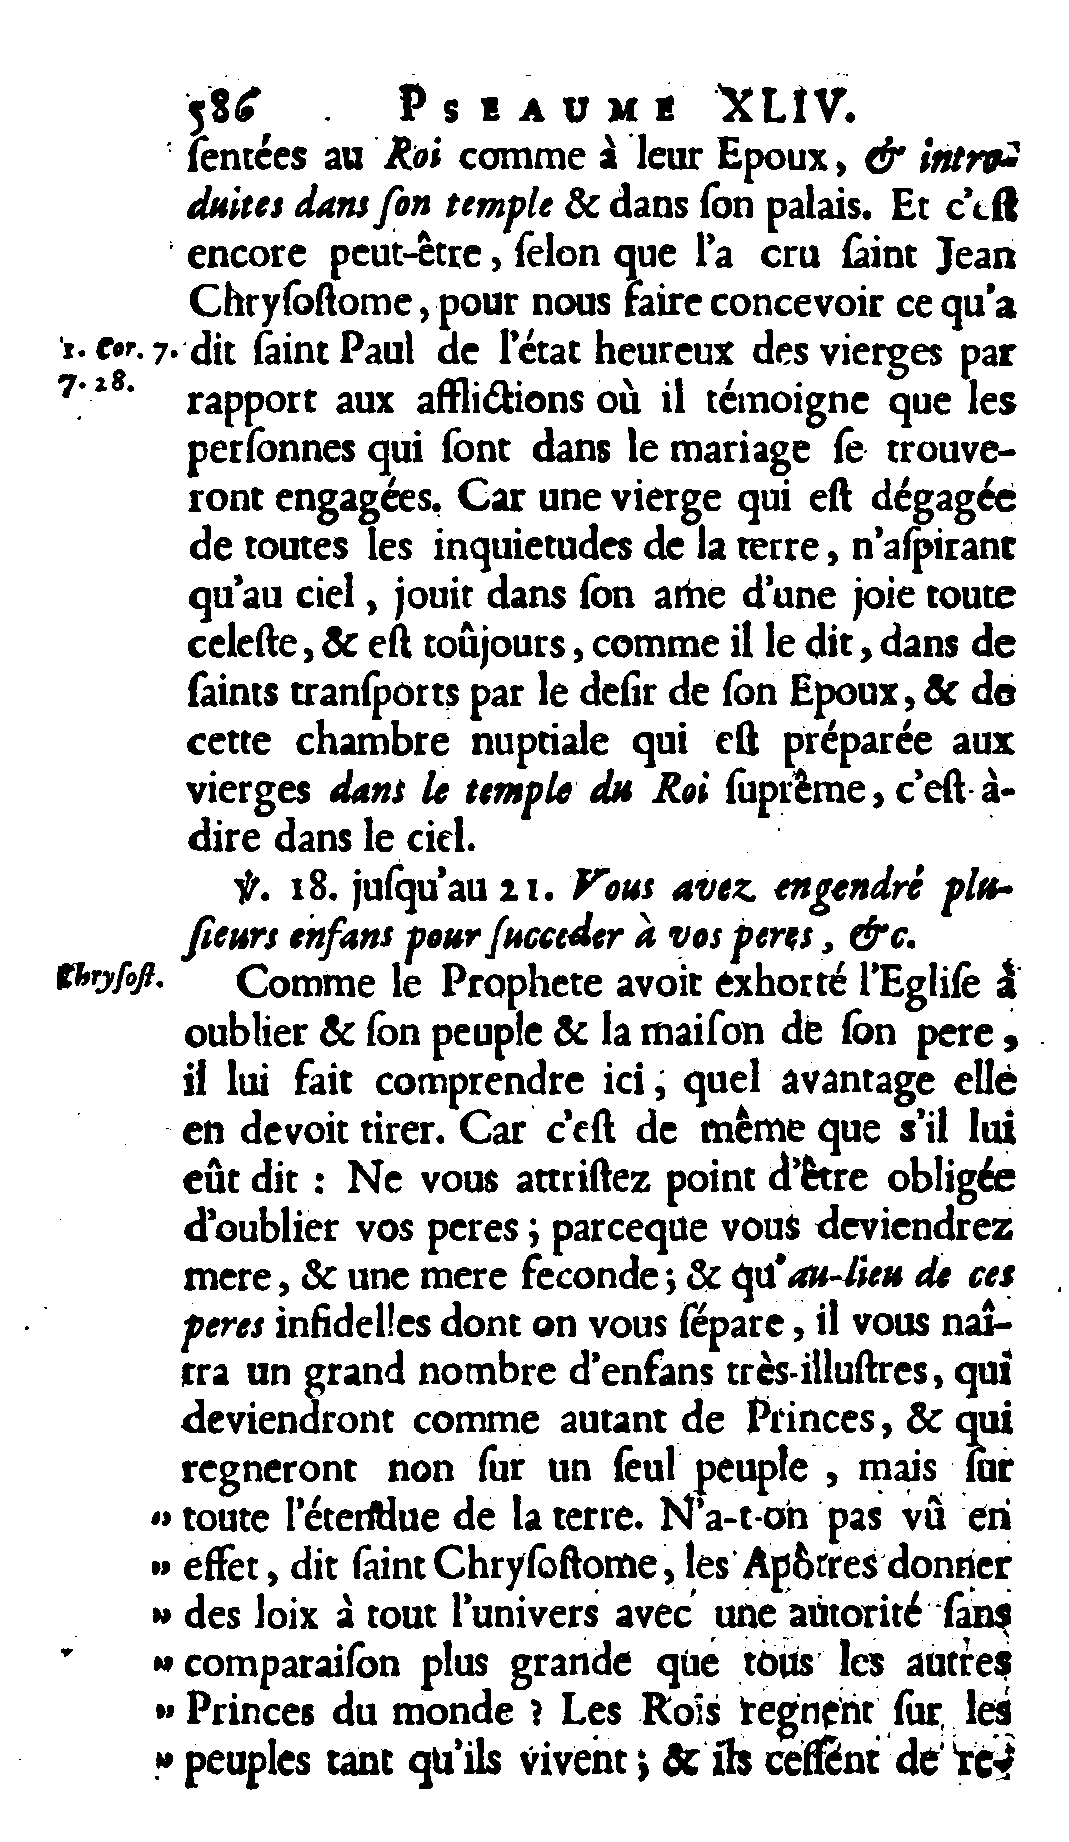 586 PSEAUME XLIV.
ſentées au Roi comme à leur Epoux, & intro-
duites dans ſon temple & dans ſon palais. Et c'eſt
encore peut-être, ſelon que l'a cru ſaint Jean
Chryſoſtome, pour nous faire concevoir ce qu'a
1. Cor. 7. dit ſaint Paul de l'état heureux des vierges par
7. 28.
rapport aux afflictions où il témoigne que les
perſonnes qui ſont dans le mariage ſe trouve-
ront engagées. Car une vierge qui eſt dégagée
de toutes les inquietudes de la terre, n'aſpirant
qu'au ciel, jouit dans ſon ame d'une joie toute
celeſte, & eſt toûjours, comme il le dit, dans de
ſaints tranſports par le deſir de ſon Epoux, & de
cette chambre nuptiale qui eſt préparée aux
vierges dans le temple du Roi ſuprême, c'eſt-à-
dire dans le ciel.
℣. 18. juſqu'au 21. Vous avez engendré plu-
ſieurs enfans pour ſucceder à vos peres, &c.
Chryſoſt. Comme le Prophete avoit exhorté l'Egliſe à
oublier & ſon peuple & la maiſon de ſon pere,
il lui fait comprendre ici, quel avantage elle
en devoit tirer. Car c'eſt de même que s'il lui
eût dit : Ne vous attriſtez point d'être obligée
d'oublier vos peres ; parceque vous deviendrez
mere, & une mere feconde ; & qu'au-lieu de ces
peres infidelles dont on vous ſépare, il vous naî-
tra un grand nombre d'enfans très-illuſtres, qui
deviendront comme autant de Princes, & qui
regneront non ſur un ſeul peuple, mais ſur
" toute l'étendue de la terre. N'a-t-on pas vû en
" effet, dit ſaint Chryſoſtome, les Apôtres donner
" des loix à tout l'univers avec une autorité ſans
" comparaiſon plus grande que tous les autres
" Princes du monde ? Les Rois regnent ſur les
" peuples tant qu'ils vivent ; & ils ceſſent de re-